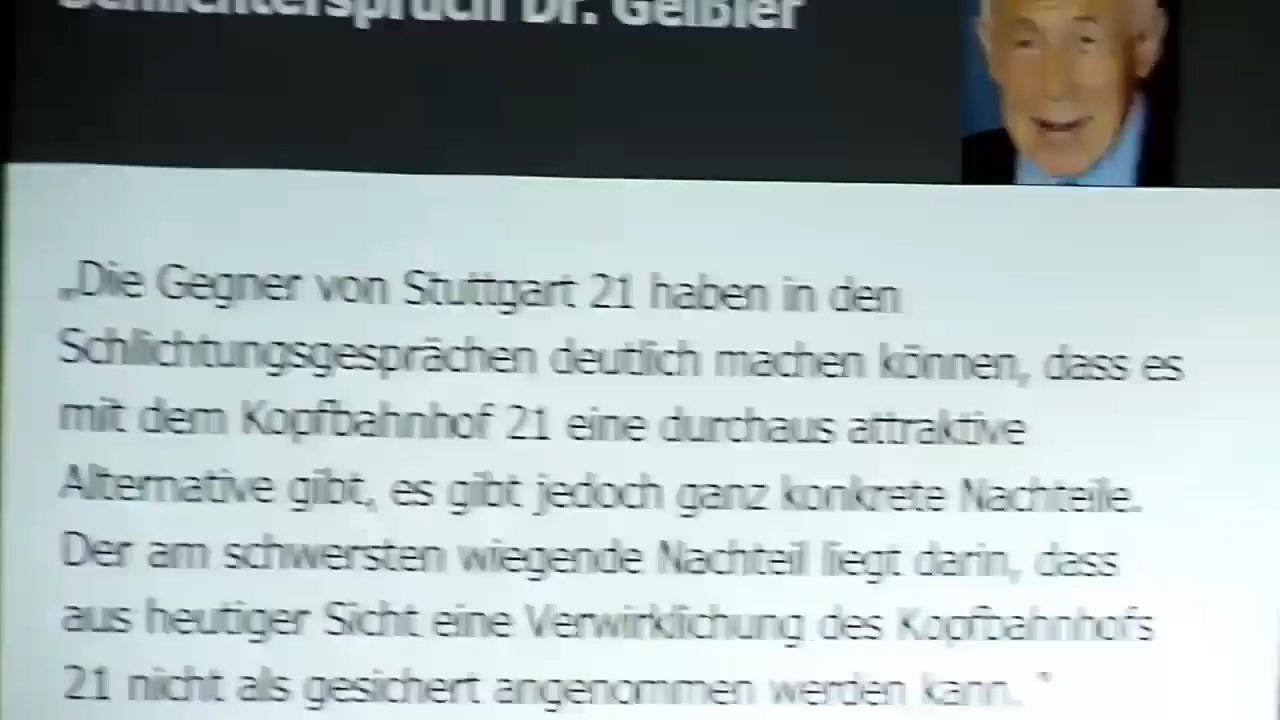 Schlichterspruch Dr. Geißler
„Die Gegner von Stuttgart 21 haben in den
Schlichtungsgesprächen deutlich machen können, dass es
mit dem Kopfbahnhof 21 eine durchaus attraktive
Alternative gibt, es gibt jedoch ganz konkrete Nachteile.
Der am schwersten wiegende Nachteil liegt darin, dass
aus heutiger Sicht eine Verwirklichung des Kopfbahnhofs
21 nicht als gesichert angenommen werden kann. "